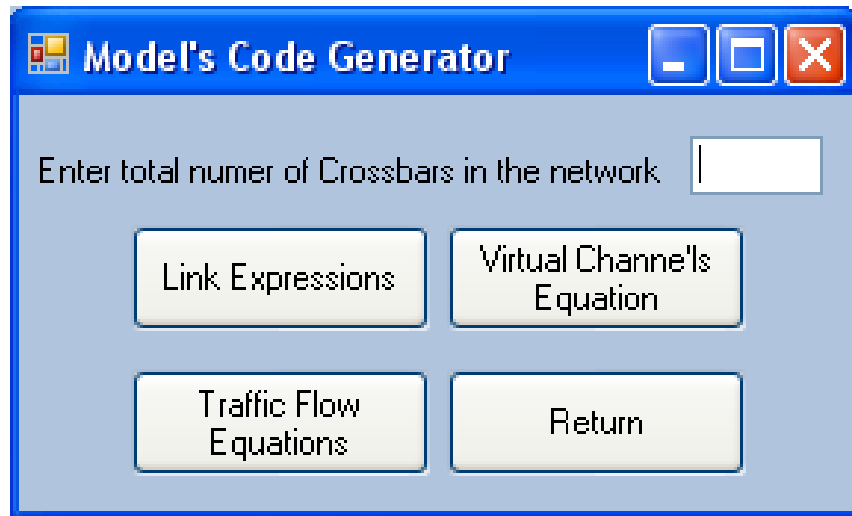 Model's Code Generator
Enter total numer of Crossbars in the network
Link Expressions
Virtual Channe'ls
Equation
Traffic Flow
Equations
Return